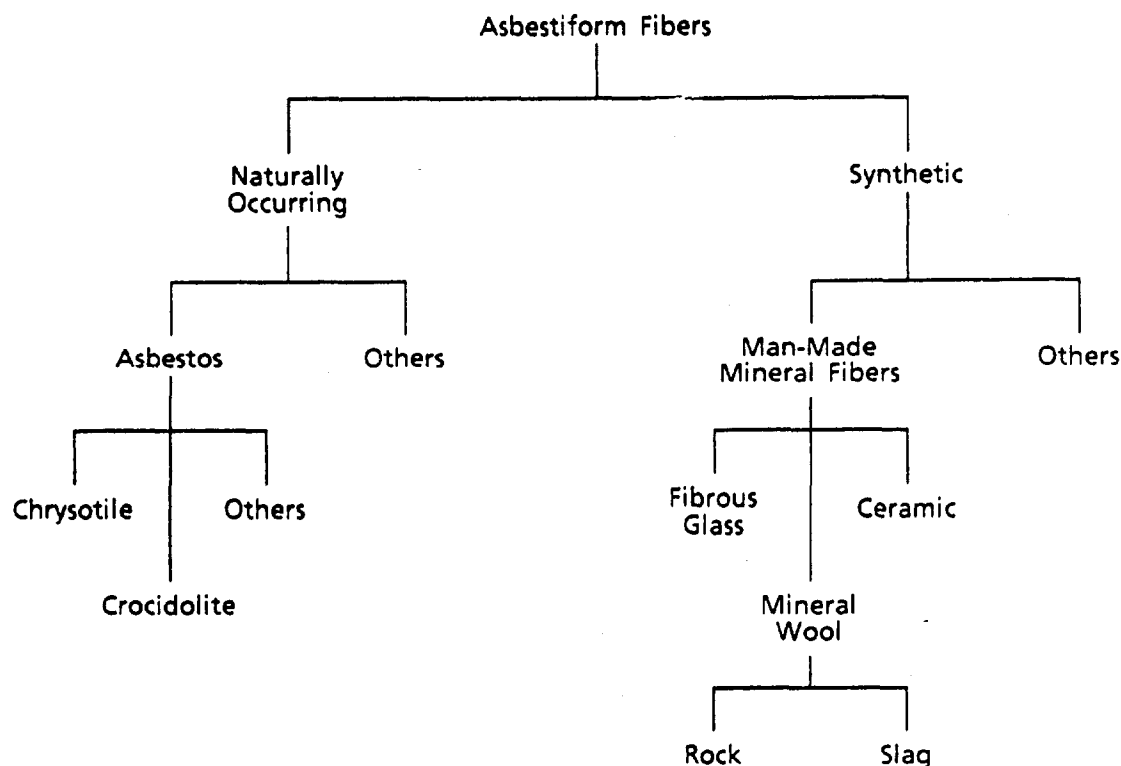 Asbestiform Fibers
Naturally
Occurring
Synthetic
Asbestos
Others
Man-Made
Mineral Fibers
Others
Chrysotile
Others
Fibrous
Glass
Ceramic
Crocidolite
Mineral
Wool
Rock
Slag